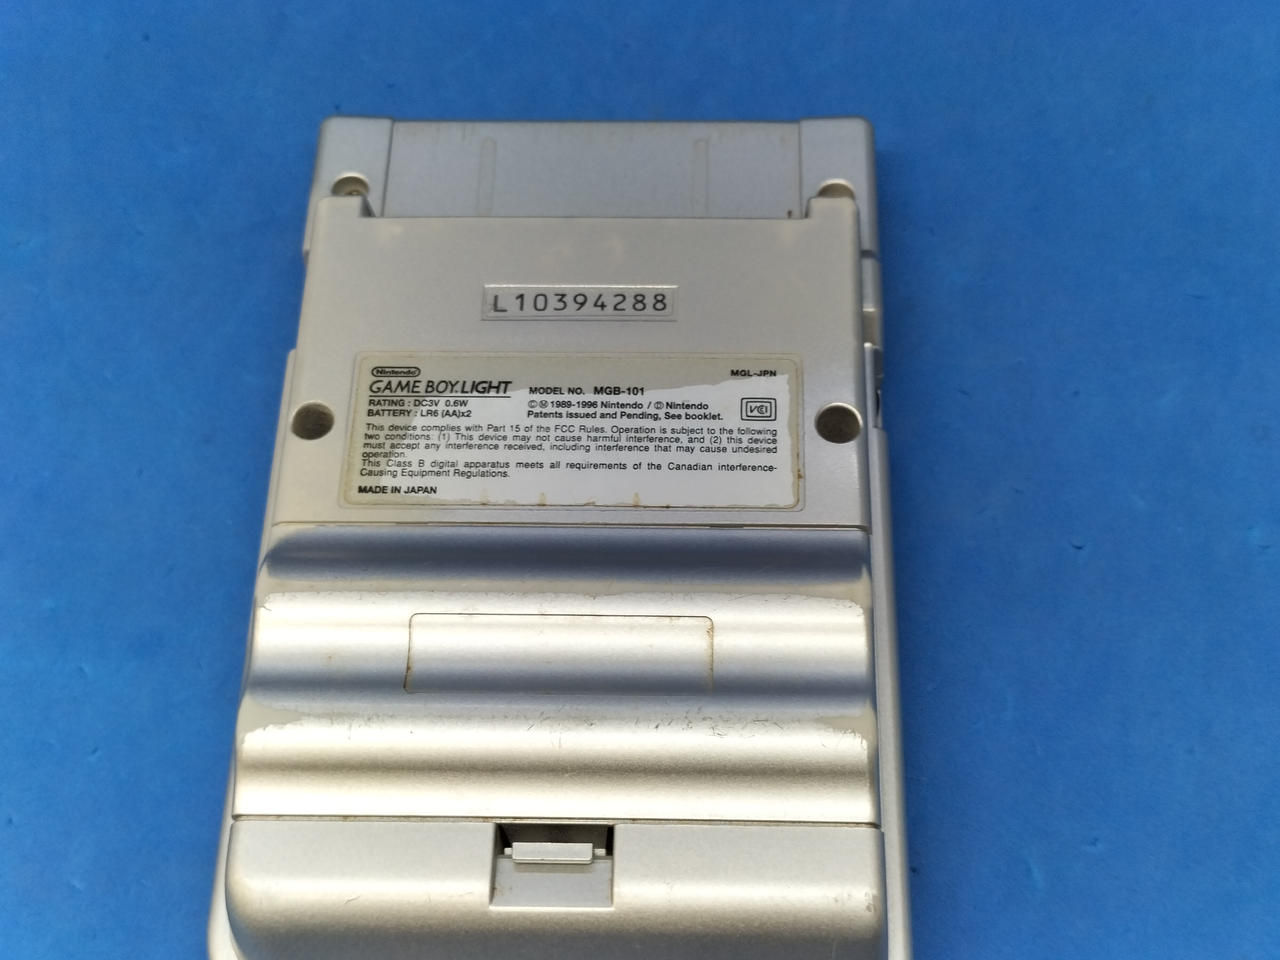 L10394288
Nintendo
GAME BOY LIGHT
MGL-JPN
MODEL NO. MGB-101
RATING : DC3V 0.6W
BATTERY : LR6 (AA)x2
©Ⓜ 1989-1996 Nintendo / Ⓟ Nintendo
Patents Issued and Pending, See booklet.
VCI
This device complies with Part 15 of the FCC Rules. Operation is subject to the following
two conditions: (1) This device may not cause harmful interference, and (2) this device
must accept any interference received, including interference that may cause undesired
operation.
This Class B digital apparatus meets all requirements of the Canadian interference-
Causing Equipment Regulations.
MADE IN JAPAN